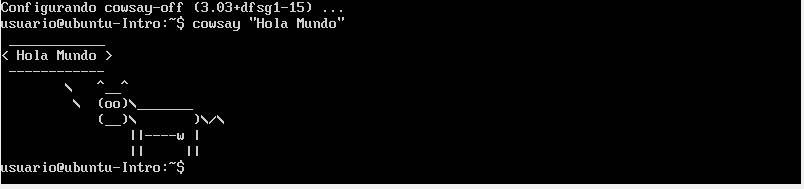 Configurando cowsay-off (3.03+dfsg1-15) ...
usuario@ubuntu-Intro:~$ cowsay "Hola Mundo"
 ____________
< Hola Mundo >
 ------------
        \   ^__^
         \  (oo)\_______
            (__)\       )\/\
                ||----w |
                ||     ||
usuario@ubuntu-Intro:~$